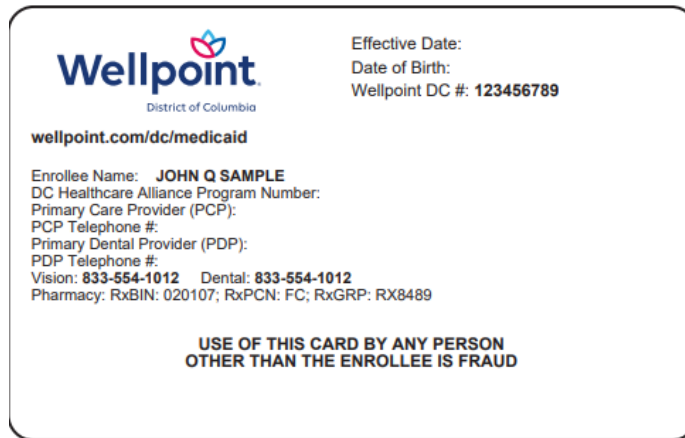 Wellpoint
District of Columbia
Effective Date:
Date of Birth:
Wellpoint DC #: 123456789
wellpoint.com/dc/medicaid
Enrollee Name: JOHN Q SAMPLE
DC Healthcare Alliance Program Number:
Primary Care Provider (PCP):
PCP Telephone #:
Primary Dental Provider (PDP):
PDP Telephone #:
Vision: 833-554-1012 Dental: 833-554-1012
Pharmacy: RxBIN: 020107; RxPCN: FC; RxGRP: RX8489
USE OF THIS CARD BY ANY PERSON
OTHER THAN THE ENROLLEE IS FRAUD